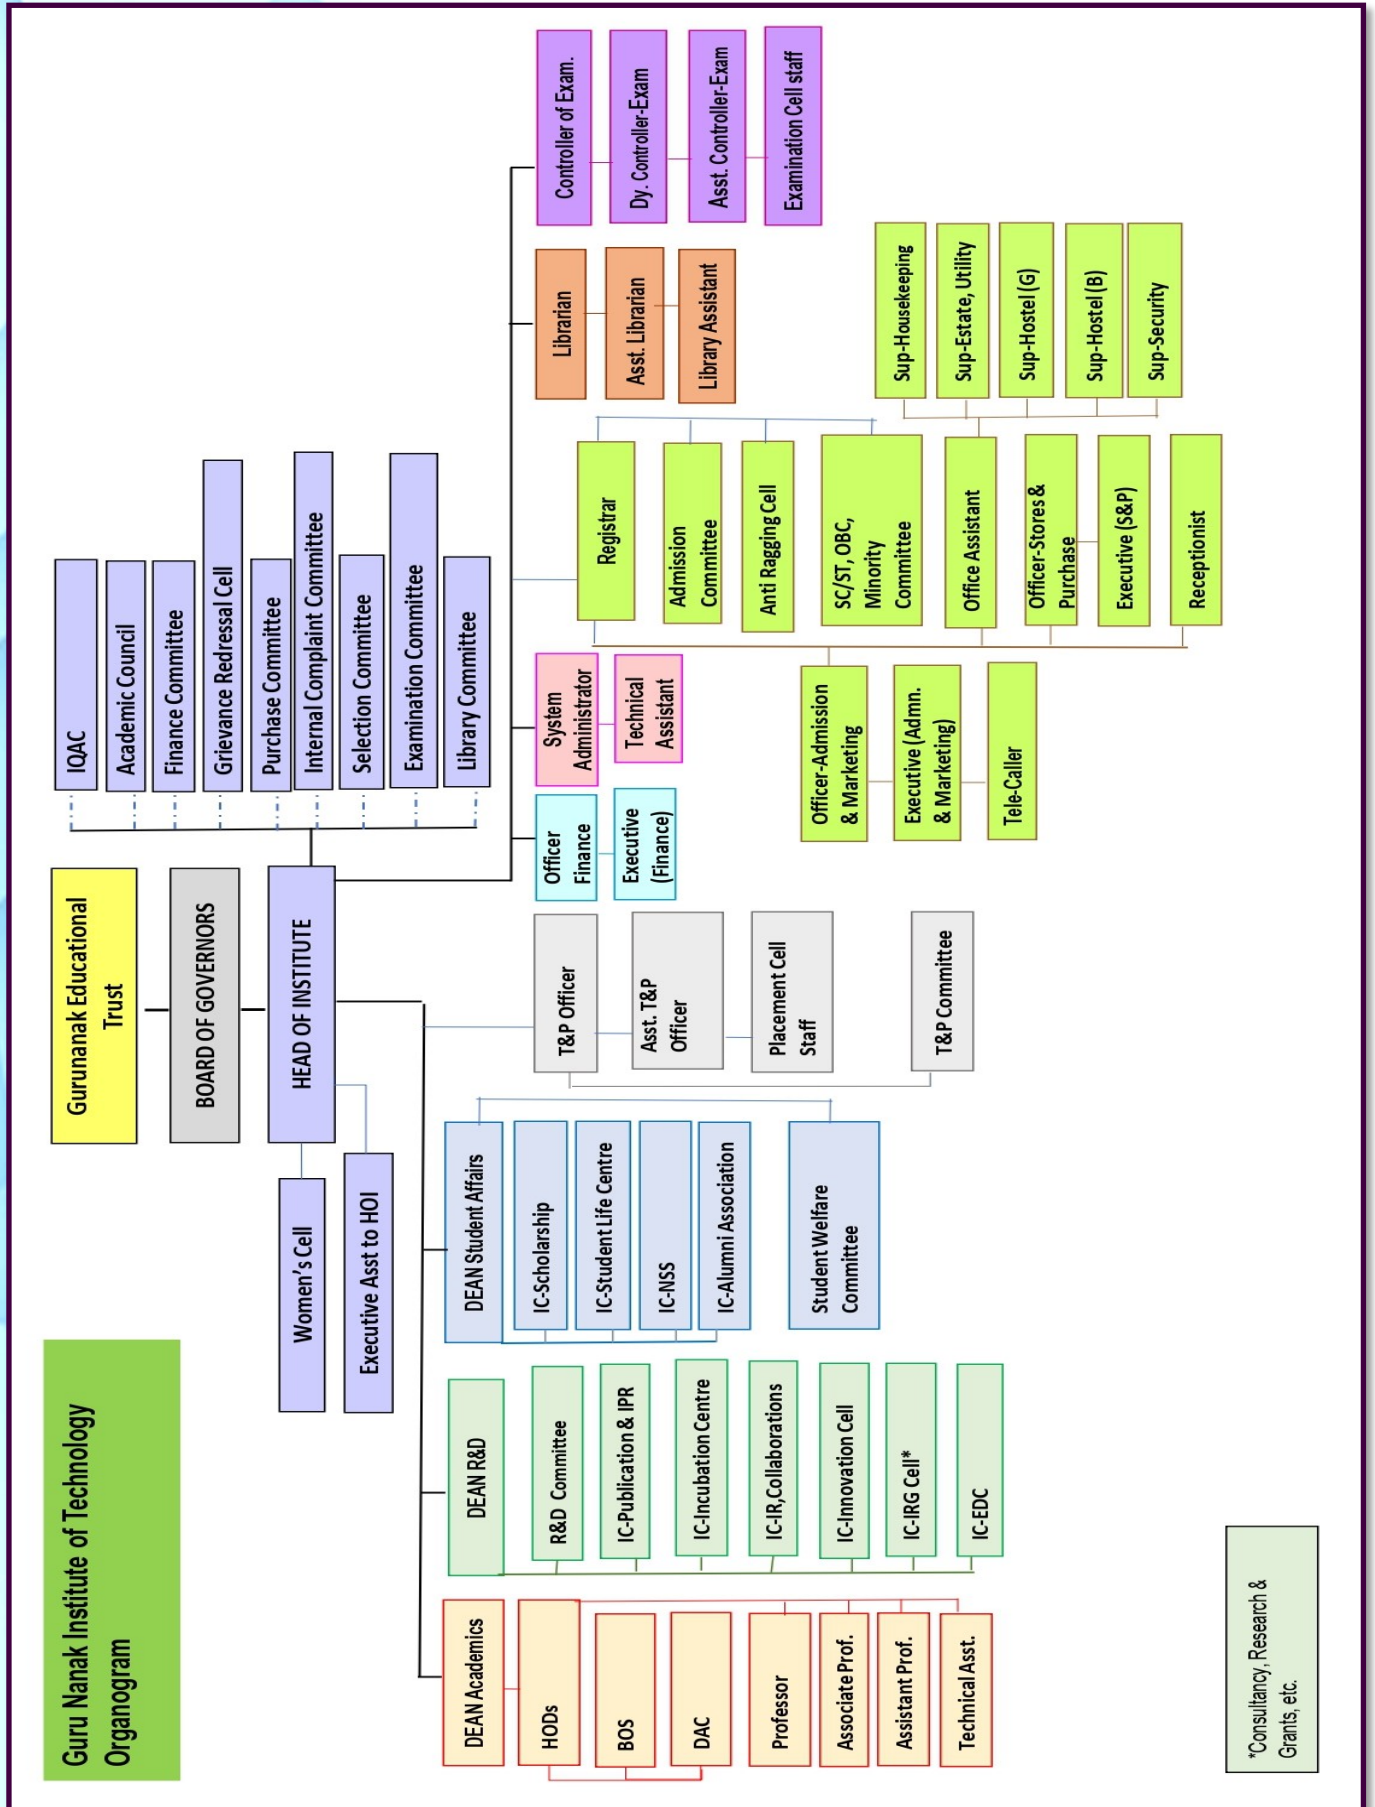 Guru Nanak Institute of Technology
Organogram
Gurunanak Educational
Trust
BOARD OF GOVERNORS
HEAD OF INSTITUTE
Women's Cell
Executive Asst to HOI
IQAC
Academic Council
Finance Committee
Grievance Redressal Cell
Purchase Committee
Internal Complaint Committee
Selection Committee
Examination Committee
Library Committee
DEAN Academics
HODs
BOS
DAC
Professor
Associate Prof.
Assistant Prof.
Technical Asst.
DEAN R&D
R&D Committee
IC-Publication & IPR
IC-Incubation Centre
IC-IR,Collaborations
IC-Innovation Cell
IC-IRG Cell*
IC-EDC
DEAN Student Affairs
IC-Scholarship
IC-Student Life Centre
IC-NSS
IC-Alumni Association
Student Welfare
Committee
T&P Officer
Asst. T&P
Officer
Placement Cell
Staff
T&P Committee
Officer
Finance
Executive
(Finance)
System
Administrator
Technical
Assistant
Officer-Admission
& Marketing
Executive (Admn.
& Marketing)
Tele-Caller
Registrar
Admission
Committee
Anti Ragging Cell
SC/ST, OBC,
Minority
Committee
Office Assistant
Officer-Stores &
Purchase
Executive (S&P)
Receptionist
Sup-Housekeeping
Sup-Estate, Utility
Sup-Hostel (G)
Sup-Hostel (B)
Sup-Security
Librarian
Asst. Librarian
Library Assistant
Controller of Exam.
Dy. Controller-Exam
Asst. Controller-Exam
Examination Cell staff
*Consultancy, Research &
Grants, etc.